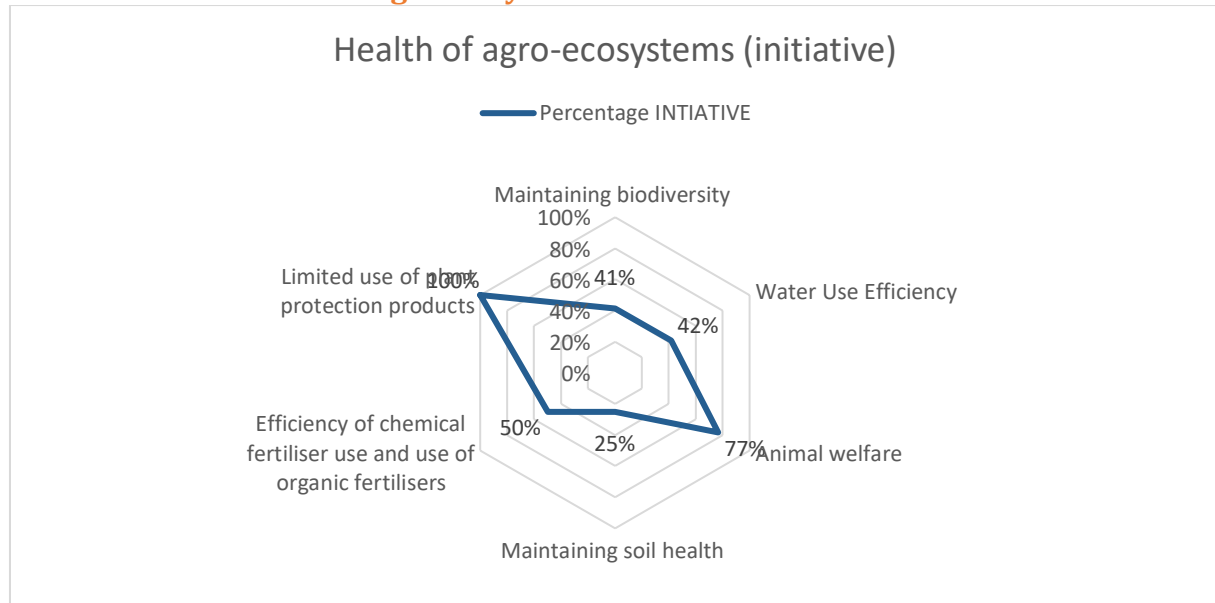 Health of agro-ecosystems (initiative)
Percentage INTIATIVE
Maintaining biodiversity
100%
80%
60%
40%
20%
0%
41%
Water Use Efficiency
42%
Animal welfare
77%
Maintaining soil health
25%
Efficiency of chemical
fertiliser use and use of
organic fertilisers
50%
Limited use of plant
protection products
100%